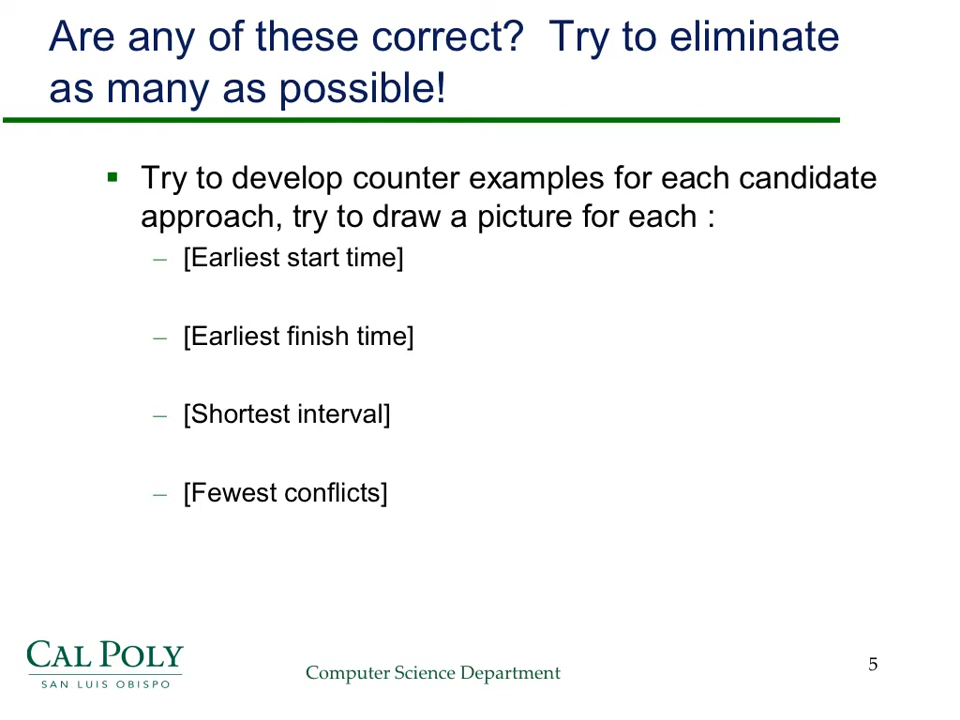 Are any of these correct?  Try to eliminate
as many as possible!
▪ Try to develop counter examples for each candidate
approach, try to draw a picture for each :
– [Earliest start time]
– [Earliest finish time]
– [Shortest interval]
– [Fewest conflicts]
CAL POLY
SAN LUIS OBISPO
Computer Science Department
5